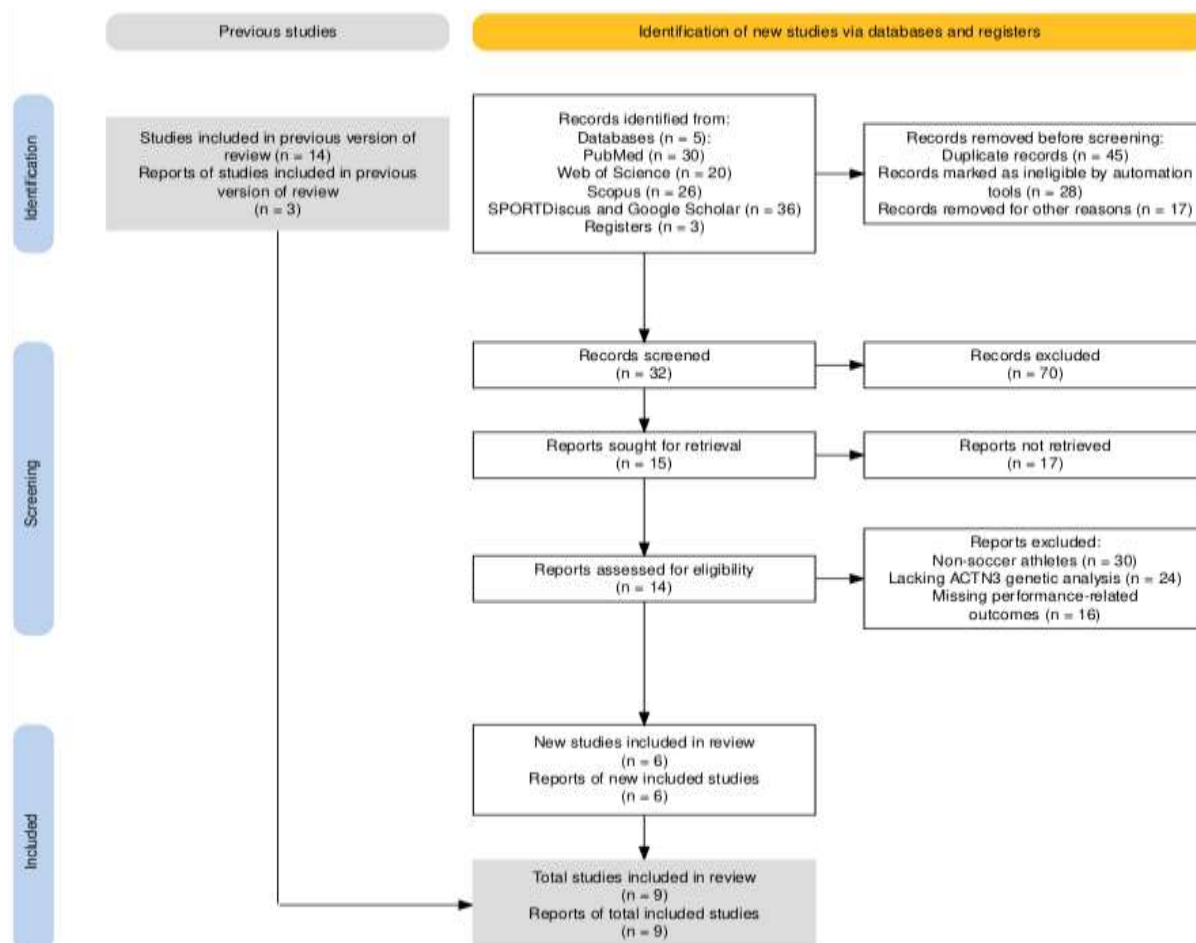 Previous studies
Identification of new studies via databases and registers
Identification
Studies included in previous version of
review (n = 14)
Reports of studies included in previous
version of review
(n = 3)
Records identified from:
Databases (n = 5):
PubMed (n = 30)
Web of Science (n = 20)
Scopus (n = 26)
SPORTDiscus and Google Scholar (n = 36)
Registers (n = 3)
Records removed before screening:
Duplicate records (n = 45)
Records marked as ineligible by automation
tools (n = 28)
Records removed for other reasons (n = 17)
Screening
Records screened
(n = 32)
Records excluded
(n = 70)
Reports sought for retrieval
(n = 15)
Reports not retrieved
(n = 17)
Reports assessed for eligibility
(n = 14)
Reports excluded:
Non-soccer athletes (n = 30)
Lacking ACTN3 genetic analysis (n = 24)
Missing performance-related
outcomes (n = 16)
Included
New studies included in review
(n = 6)
Reports of new included studies
(n = 6)
Total studies included in review
(n = 9)
Reports of total included studies
(n = 9)